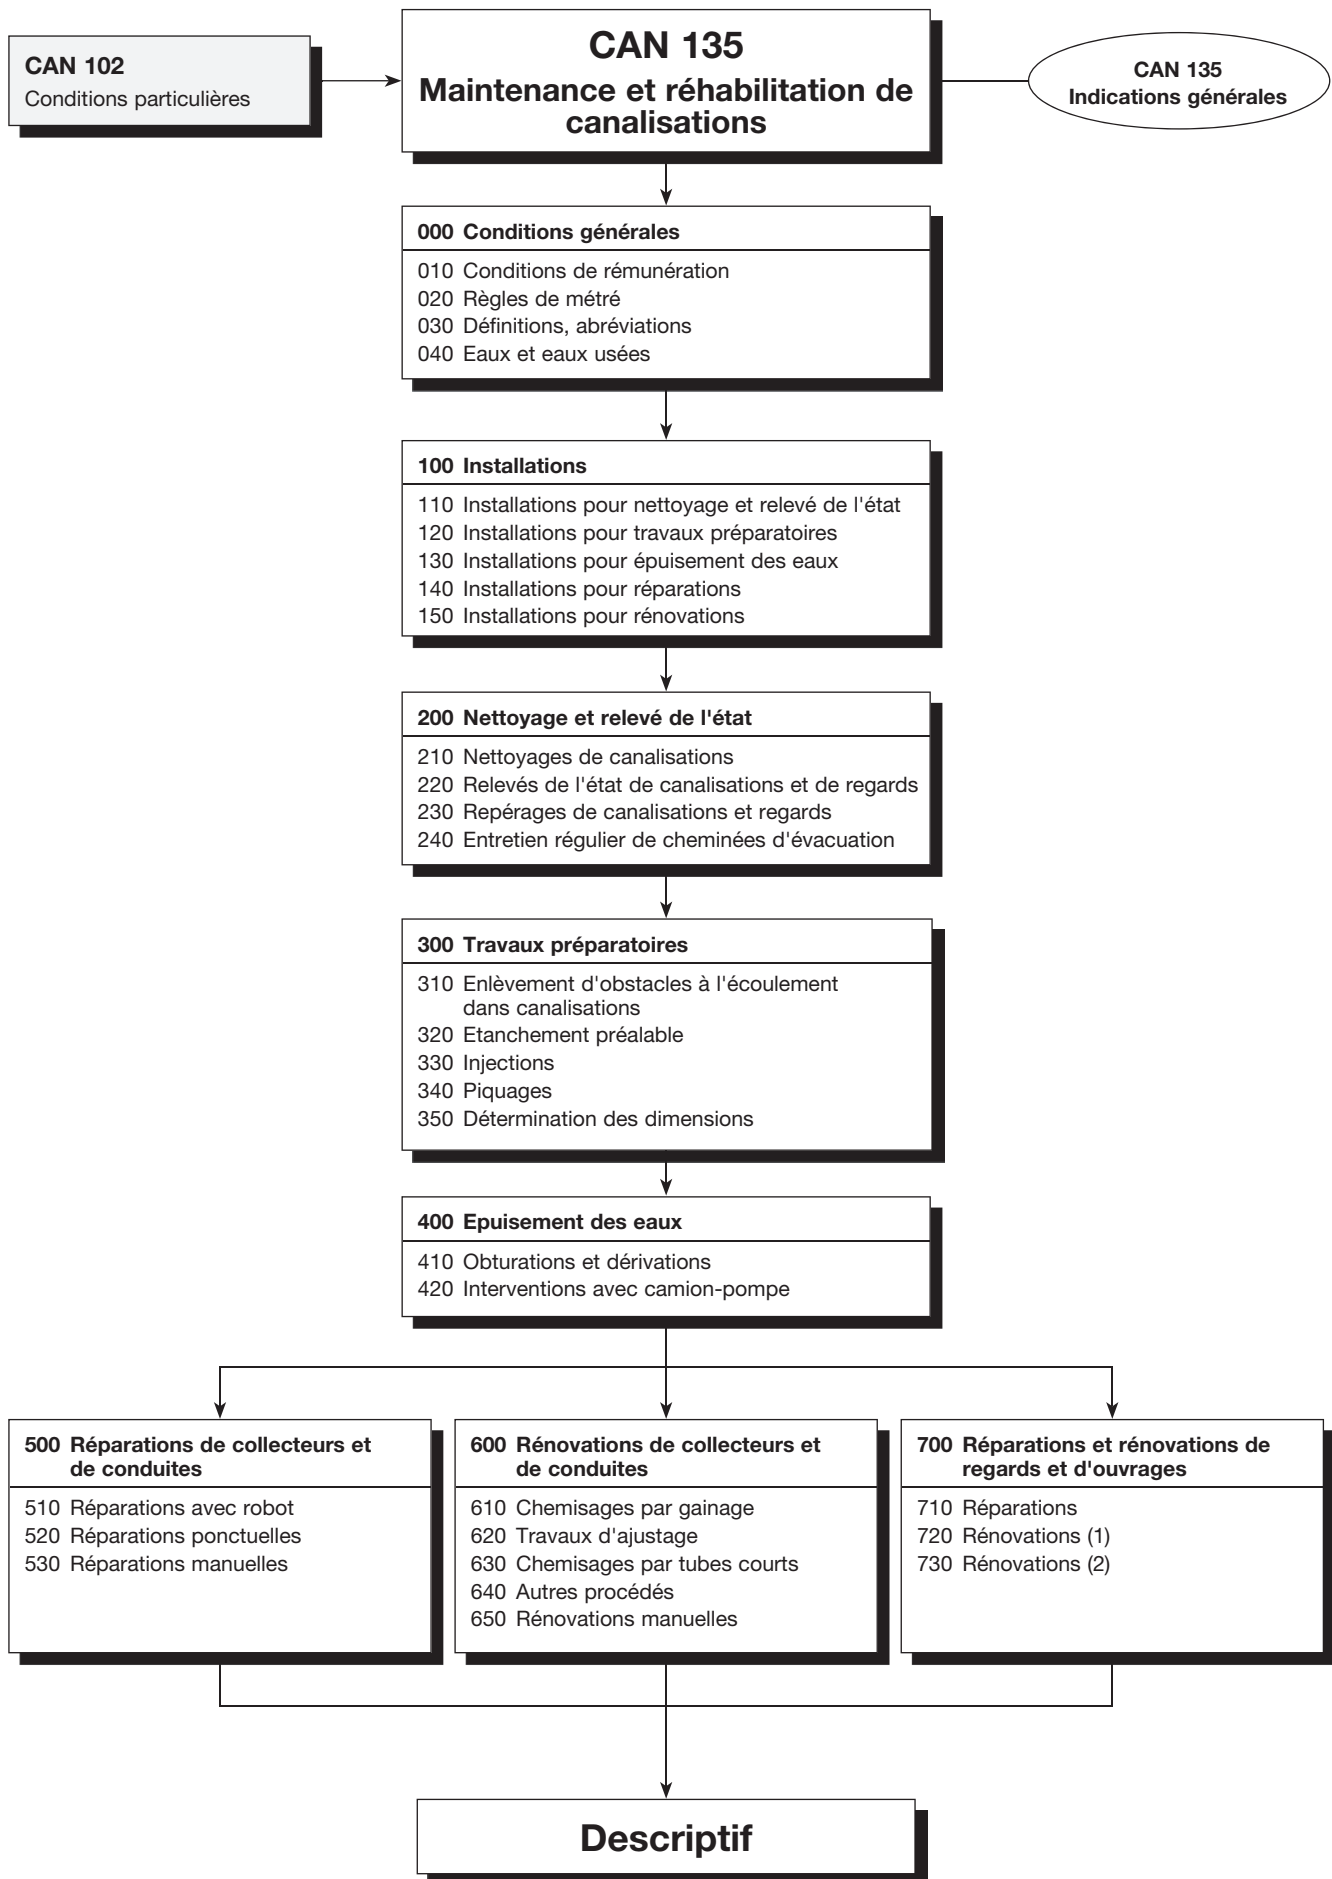 CAN 102
Conditions particulières
CAN 135
Maintenance et réhabilitation de
canalisations
CAN 135
Indications générales
000 Conditions générales
010 Conditions de rémunération
020 Règles de métré
030 Définitions, abréviations
040 Eaux et eaux usées
100 Installations
110 Installations pour nettoyage et relevé de l'état
120 Installations pour travaux préparatoires
130 Installations pour épuisement des eaux
140 Installations pour réparations
150 Installations pour rénovations
200 Nettoyage et relevé de l'état
210 Nettoyages de canalisations
220 Relevés de l'état de canalisations et de regards
230 Repérages de canalisations et regards
240 Entretien régulier de cheminées d'évacuation
300 Travaux préparatoires
310 Enlèvement d'obstacles à l'écoulement
dans canalisations
320 Etanchement préalable
330 Injections
340 Piquages
350 Détermination des dimensions
400 Epuisement des eaux
410 Obturations et dérivations
420 Interventions avec camion-pompe
500 Réparations de collecteurs et
de conduites
510 Réparations avec robot
520 Réparations ponctuelles
530 Réparations manuelles
600 Rénovations de collecteurs et
de conduites
610 Chemisages par gainage
620 Travaux d'ajustage
630 Chemisages par tubes courts
640 Autres procédés
650 Rénovations manuelles
700 Réparations et rénovations de
regards et d'ouvrages
710 Réparations
720 Rénovations (1)
730 Rénovations (2)
Descriptif